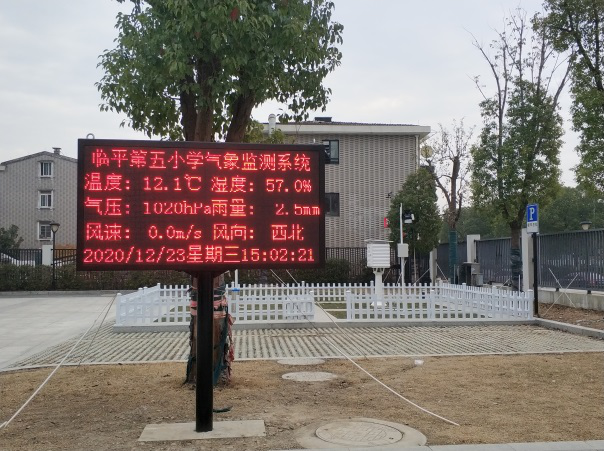 临平第五小学气象监测系统
温度: 12.1℃ 湿度: 57.0%
气压: 1020hPa雨量: 2.5mm
风速: 0.0m/s 风向: 西北
2020/12/23星期三15:02:21
P